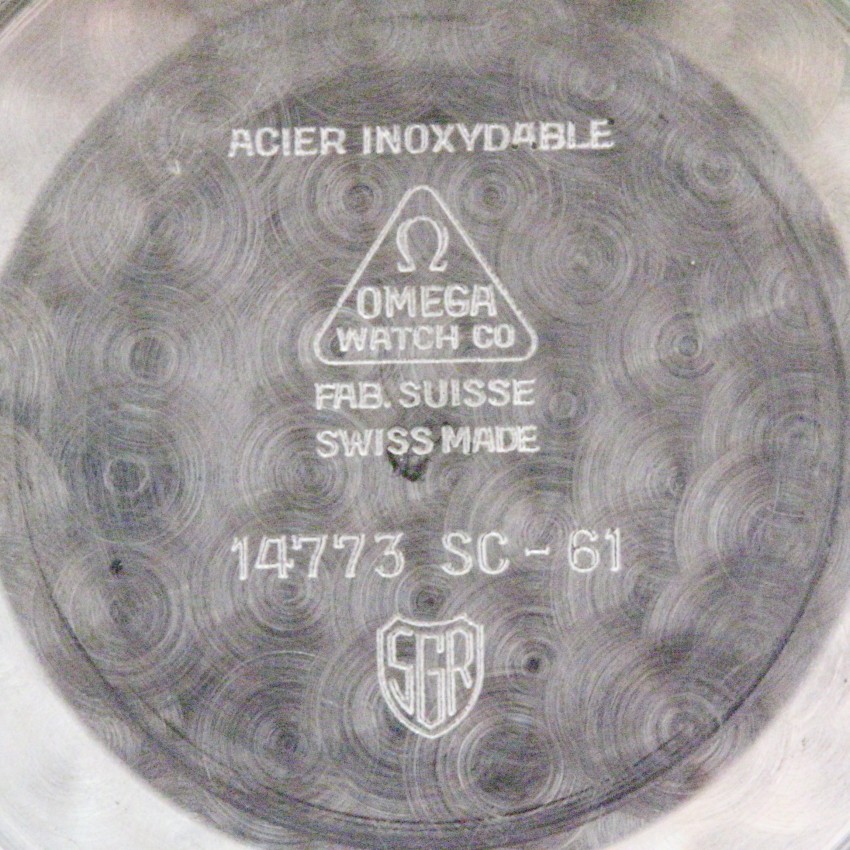 ACIER INOXYDABLE
Ω
OMEGA
WATCH CO
FAB. SUISSE
SWISS MADE
14773 SC - 61
SGR